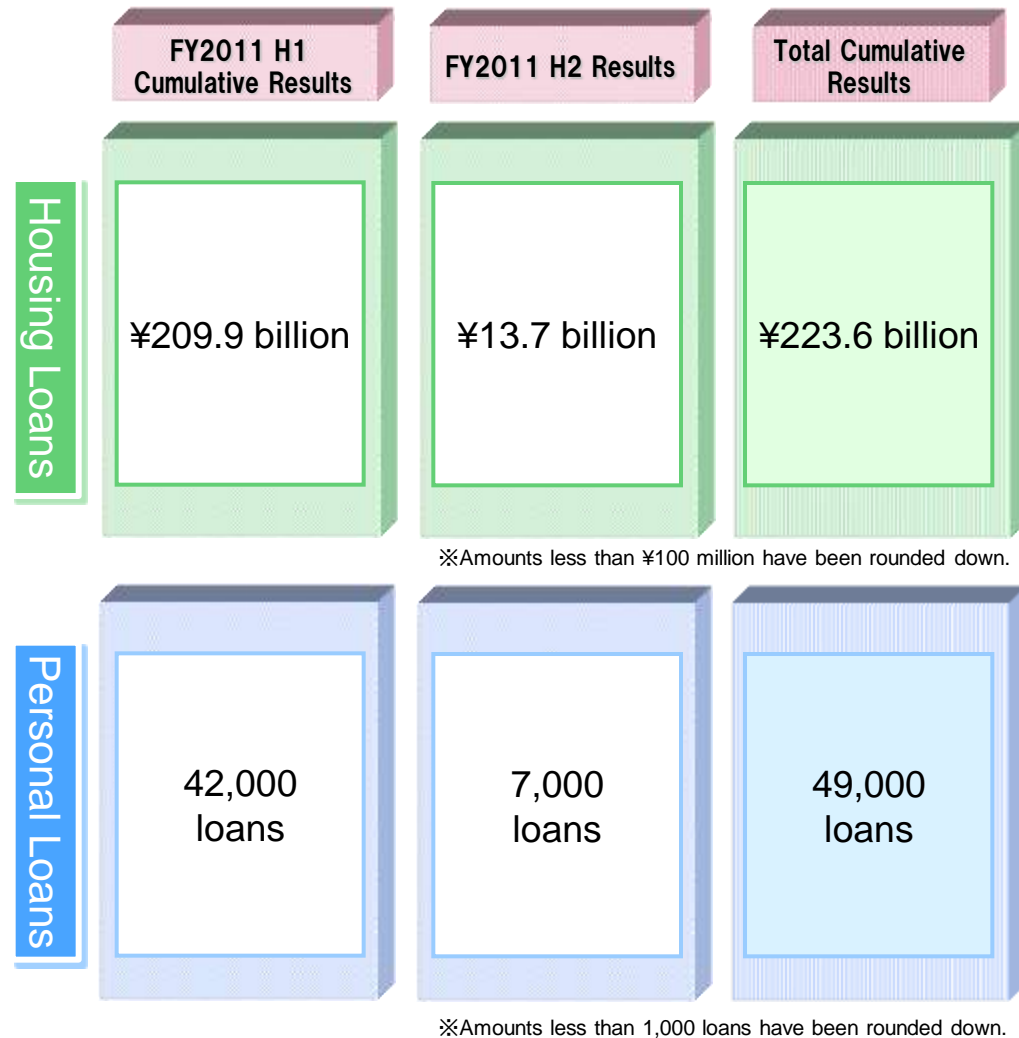 FY2011 H1
Cumulative Results
FY2011 H2 Results
Total Cumulative
Results
Housing Loans
¥209.9 billion
¥13.7 billion
¥223.6 billion
※Amounts less than ¥100 million have been rounded down.
Personal Loans
42,000
loans
7,000
loans
49,000
loans
※Amounts less than 1,000 loans have been rounded down.